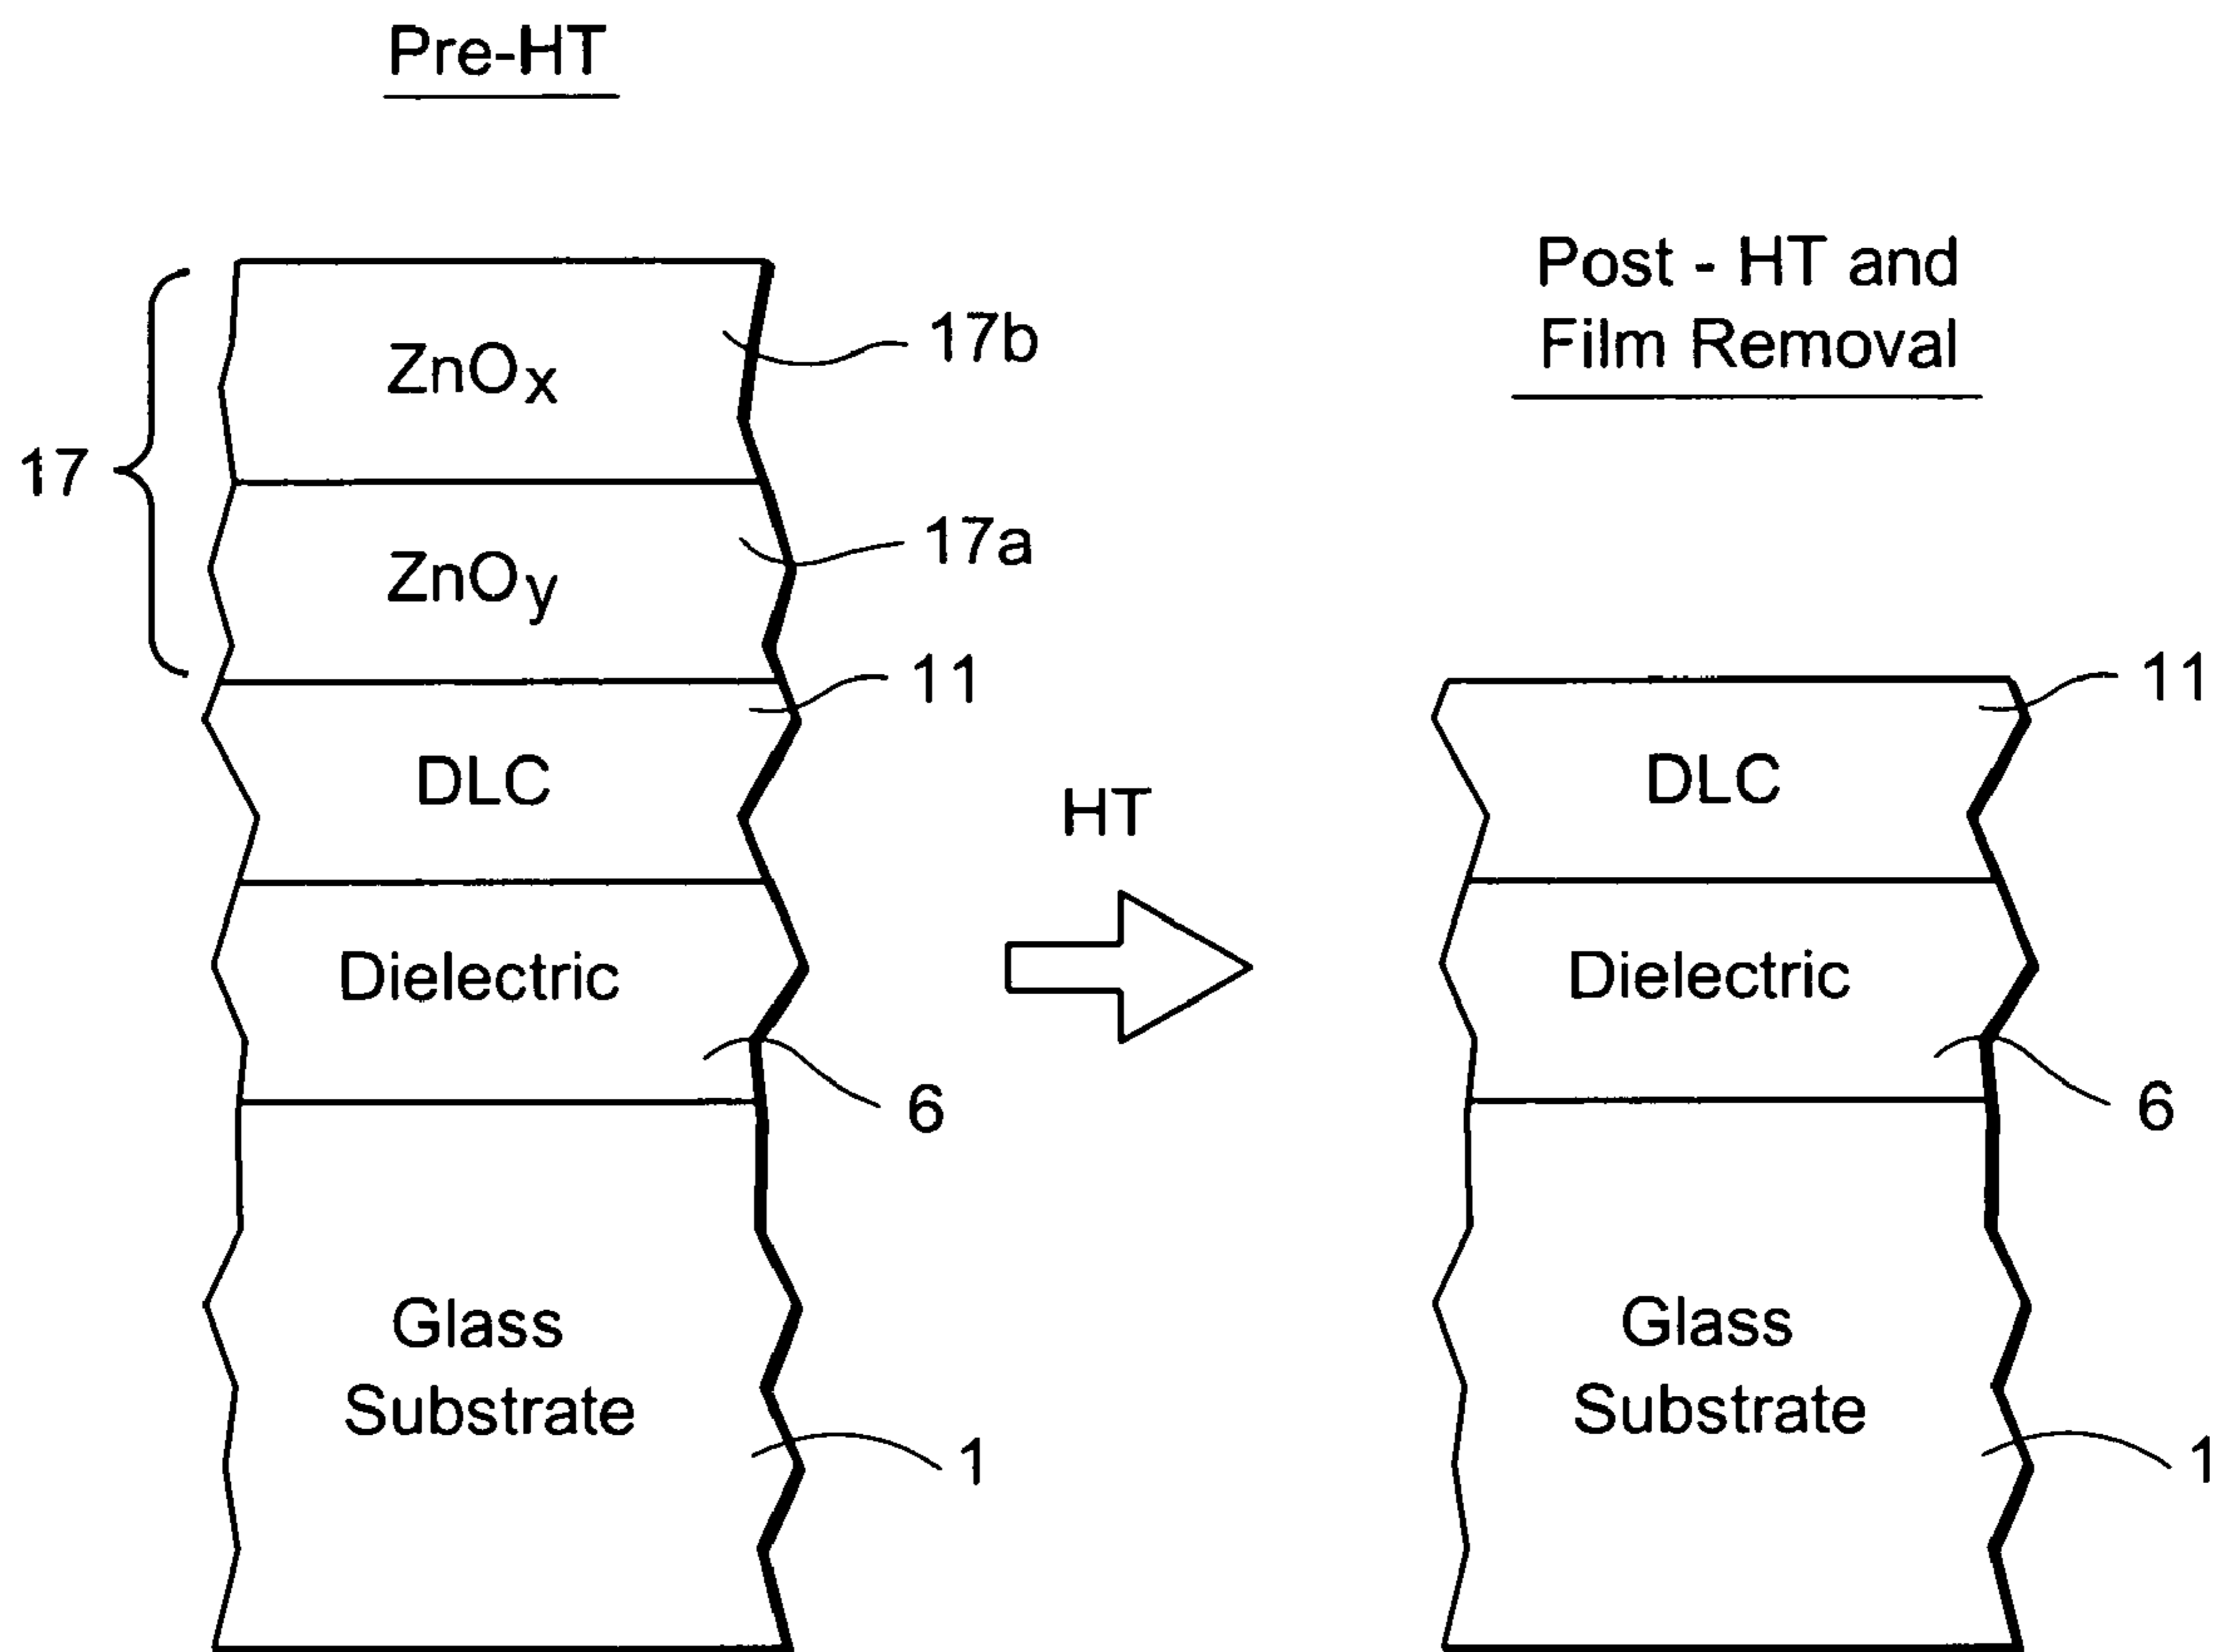 Pre-HT
ZnOx
17b
17
ZnOy
17a
11
DLC
Dielectric
6
Glass
Substrate
1
HT
Post - HT and
Film Removal
11
DLC
Dielectric
6
Glass
Substrate
1